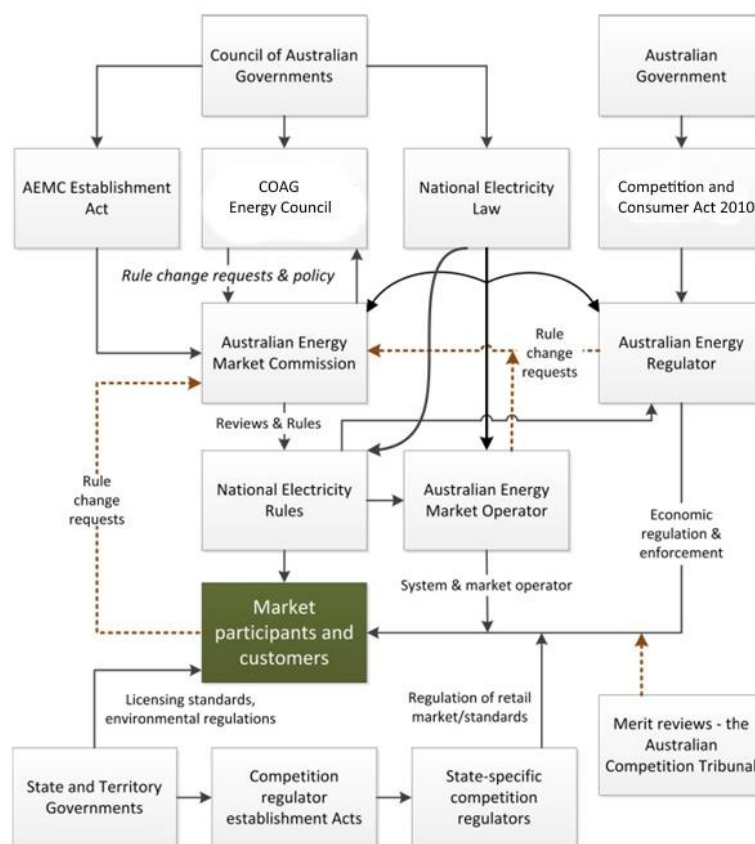 Council of Australian
Governments
Australian
Government
AEMC Establishment
Act
COAG
Energy Council
National Electricity
Law
Competition and
Consumer Act 2010
Rule change requests & policy
Australian Energy
Market Commission
Rule
change
requests
Australian Energy
Regulator
Reviews & Rules
Rule
change
requests
National Electricity
Rules
Australian Energy
Market Operator
Economic
regulation &
enforcement
System & market operator
Market
participants and
customers
Licensing standards,
environmental regulations
Regulation of retail
market/standards
Merit reviews - the
Australian
Competition Tribunal
State and Territory
Governments
Competition
regulator
establishment Acts
State-specific
competition
regulators